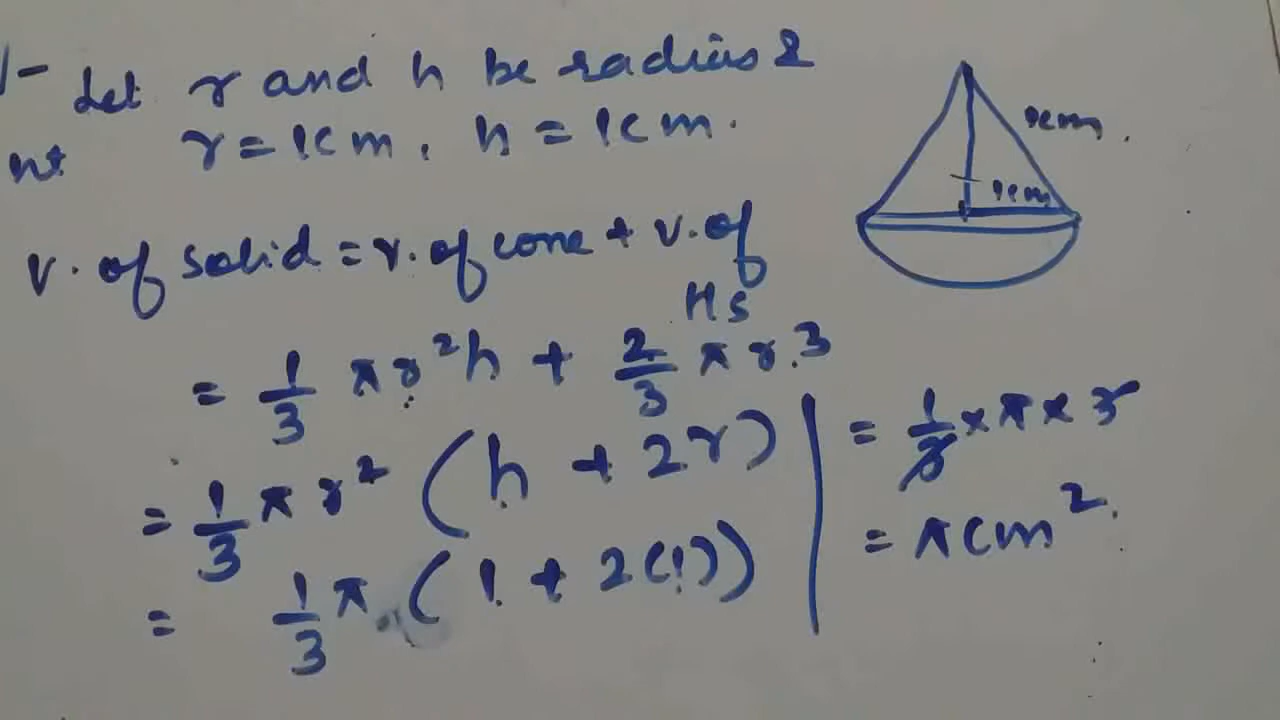 1- Let r and h be radius &
ht r = 1cm, h = 1cm.
V. of solid = v. of cone + v. of
HS
= 1/3 πr²h + 2/3 πr³
= 1/3 πr² (h + 2r)
= 1/3 π (1 + 2(1))
= 1/3 × π × 3
= π cm².
1cm.
1cm